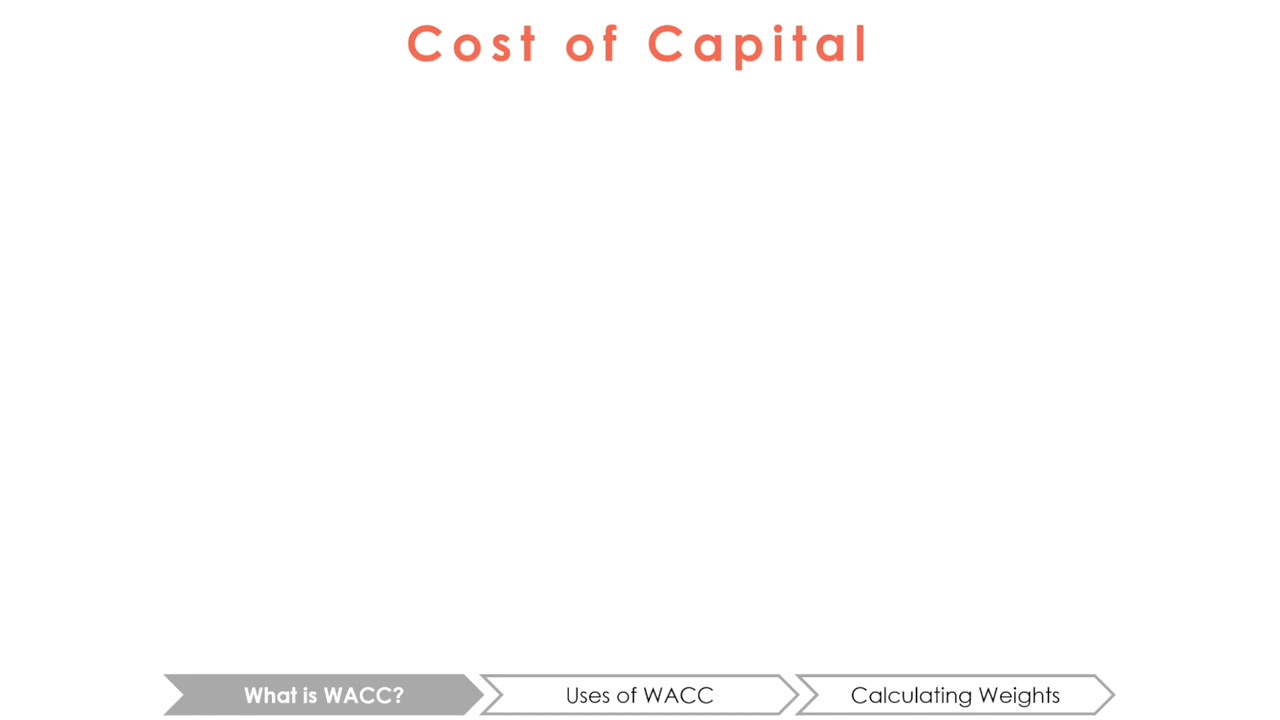 Cost of Capital
What is WACC?
Uses of WACC
Calculating Weights